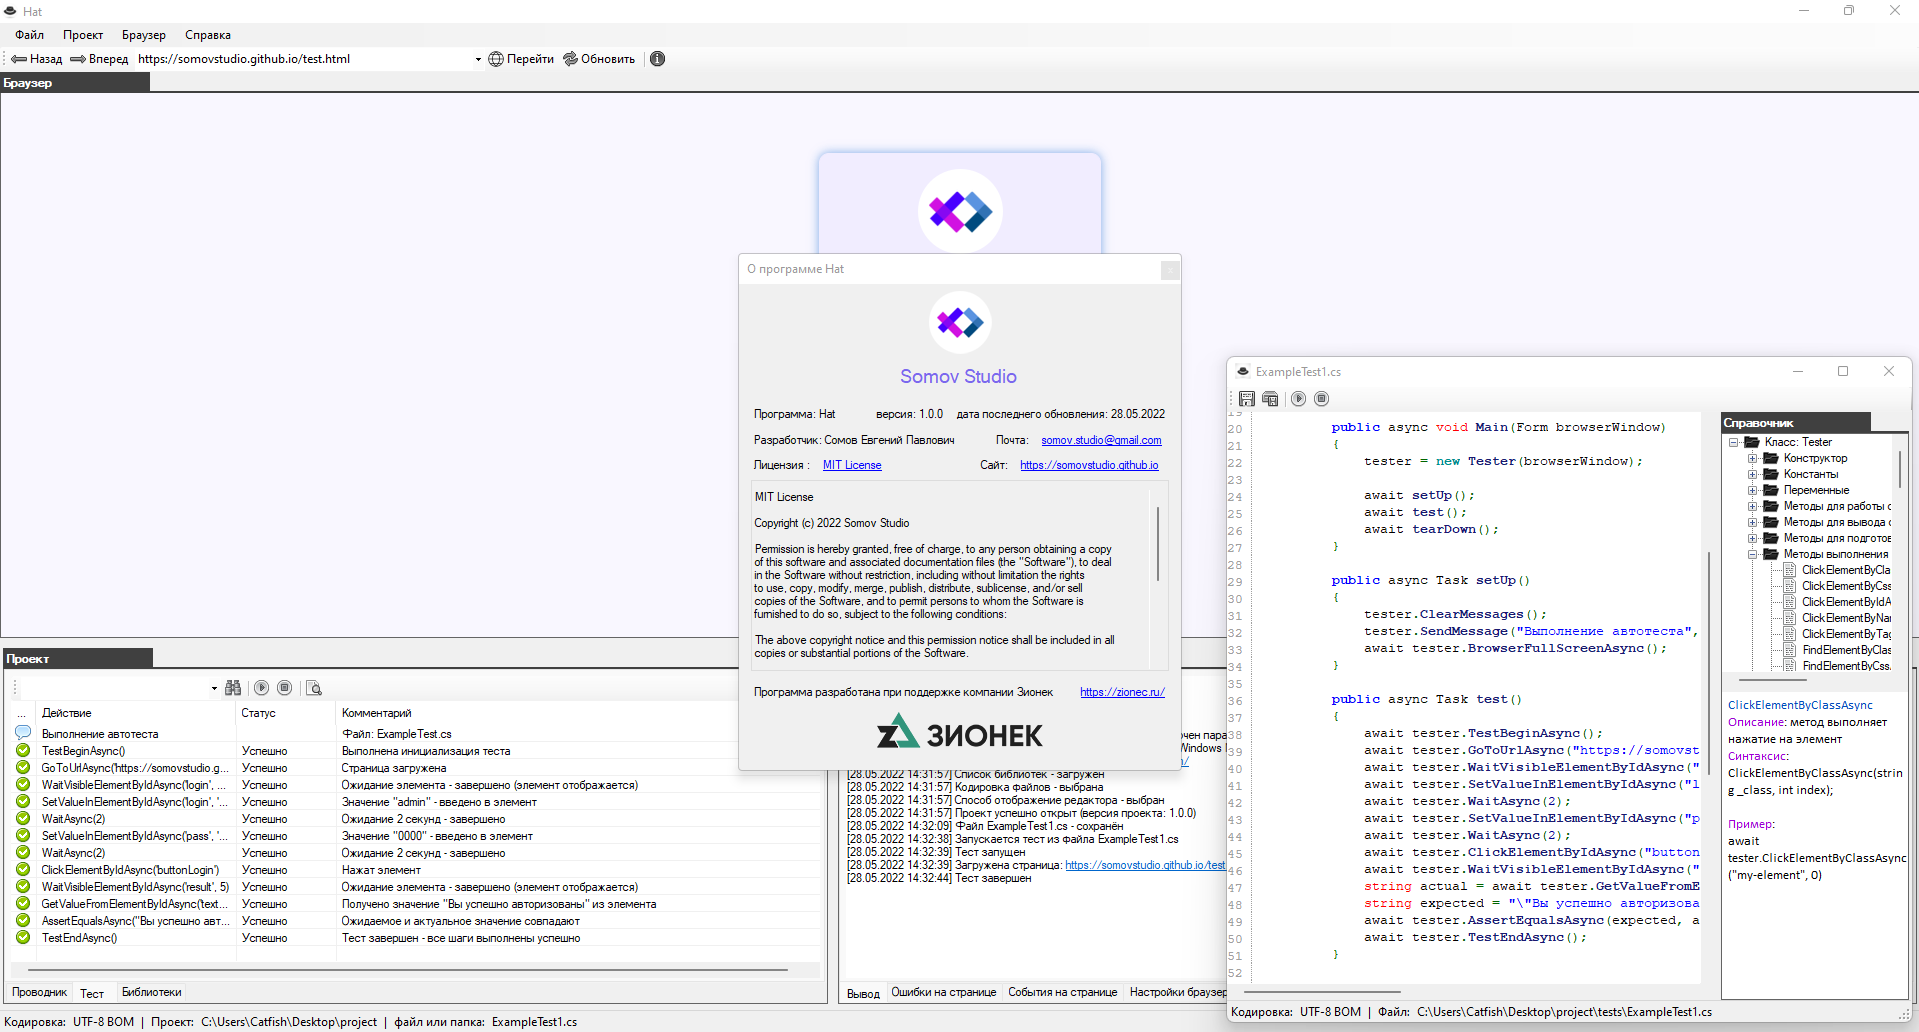 Hat
Файл Проект Браузер Справка
Назад Вперед https://somovstudio.github.io/test.html Перейти Обновить
Браузер
О программе Hat
Somov Studio
Программа: Hat версия: 1.0.0 дата последнего обновления: 28.05.2022
Разработчик: Сомов Евгений Павлович Почта: somov.studio@gmail.com
Лицензия : MIT License Сайт: https://somovstudio.github.io
MIT License
Copyright (c) 2022 Somov Studio
Permission is hereby granted, free of charge, to any person obtaining a copy
of this software and associated documentation files (the "Software"), to deal
in the Software without restriction, including without limitation the rights
to use, copy, modify, merge, publish, distribute, sublicense, and/or sell
copies of the Software, and to permit persons to whom the Software is
furnished to do so, subject to the following conditions:
The above copyright notice and this permission notice shall be included in all
copies or substantial portions of the Software.
Программа разработана при поддержке компании Зионек https://zionec.ru/
ЗИОНЕК
Проект
... Действие Статус Комментарий
Выполнение автотеста Файл: ExampleTest.cs
TestBeginAsync() Успешно Выполнена инициализация теста
GoToUrlAsync('https://somovstudio.g... Успешно Страница загружена
WaitVisibleElementByIdAsync('login', ... Успешно Ожидание элемента - завершено (элемент отображается)
SetValueInElementByIdAsync('login', '... Успешно Значение "admin" - введено в элемент
WaitAsync(2) Успешно Ожидание 2 секунд - завершено
SetValueInElementByIdAsync('pass', '... Успешно Значение "0000" - введено в элемент
WaitAsync(2) Успешно Ожидание 2 секунд - завершено
ClickElementByIdAsync('buttonLogin') Успешно Нажат элемент
WaitVisibleElementByIdAsync('result', 5) Успешно Ожидание элемента - завершено (элемент отображается)
GetValueFromElementByIdAsync('text... Успешно Получено значение "Вы успешно авторизованы" из элемента
AssertEqualsAsync("Вы успешно авт... Успешно Ожидаемое и актуальное значение совпадают
TestEndAsync() Успешно Тест завершен - все шаги выполнены успешно
Проводник Тест Библиотеки
[28.05.2022 14:31:57] Список библиотек - загружен
[28.05.2022 14:31:57] Кодировка файлов - выбрана
[28.05.2022 14:31:57] Способ отображение редактора - выбран
[28.05.2022 14:31:57] Проект успешно открыт (версия проекта: 1.0.0)
[28.05.2022 14:32:09] Файл ExampleTest1.cs - сохранён
[28.05.2022 14:32:38] Запускается тест из файла ExampleTest1.cs
[28.05.2022 14:32:39] Тест запущен
[28.05.2022 14:32:39] Загружена страница: https://somovstudio.github.io/test
[28.05.2022 14:32:44] Тест завершен
Вывод Ошибки на странице События на странице Настройки браузер
Кодировка: UTF-8 BOM | Проект: C:\Users\Catfish\Desktop\project | файл или папка: ExampleTest1.cs
ExampleTest1.cs
19
20 public async void Main(Form browserWindow)
21 {
22 tester = new Tester(browserWindow);
23
24 await setUp();
25 await test();
26 await tearDown();
27 }
28
29 public async Task setUp()
30 {
31 tester.ClearMessages();
32 tester.SendMessage("Выполнение автотеста",
33 await tester.BrowserFullScreenAsync();
34 }
35
36 public async Task test()
37 {
38 await tester.TestBeginAsync();
39 await tester.GoToUrlAsync("https://somovst
40 await tester.WaitVisibleElementByIdAsync("
41 await tester.SetValueInElementByIdAsync("l
42 await tester.WaitAsync(2);
43 await tester.SetValueInElementByIdAsync("p
44 await tester.WaitAsync(2);
45 await tester.ClickElementByIdAsync("button
46 await tester.WaitVisibleElementByIdAsync("
47 string actual = await tester.GetValueFromE
48 string expected = "\"Вы успешно авторизова
49 await tester.AssertEqualsAsync(expected, a
50 await tester.TestEndAsync();
51 }
52
Справочник
Класс: Tester
Конструктор
Константы
Переменные
Методы для работы с
Методы для вывода с
Методы для подготов
Методы выполнения
ClickElementByCla
ClickElementByCss
ClickElementByIdA
ClickElementByNa
ClickElementByTag
FindElementByClas
FindElementByCss
ClickElementByClassAsync
Описание: метод выполняет
нажатие на элемент
Синтаксис:
ClickElementByClassAsync(strin
g _class, int index);
Пример:
await
tester.ClickElementByClassAsync
("my-element", 0)
Кодировка: UTF-8 BOM | Файл: C:\Users\Catfish\Desktop\project\tests\ExampleTest1.cs